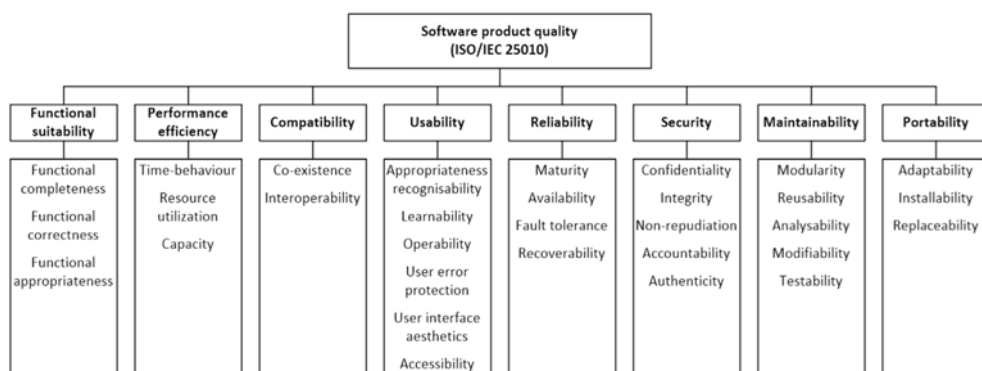 Software product quality
(ISO/IEC 25010)
Functional
suitability
Performance
efficiency
Compatibility
Usability
Reliability
Security
Maintainability
Portability
Functional
completeness
Functional
correctness
Functional
appropriateness
Time-behaviour
Resource
utilization
Capacity
Co-existence
Interoperability
Appropriateness
recognisability
Learnability
Operability
User error
protection
User interface
aesthetics
Accessibility
Maturity
Availability
Fault tolerance
Recoverability
Confidentiality
Integrity
Non-repudiation
Accountability
Authenticity
Modularity
Reusability
Analysability
Modifiability
Testability
Adaptability
Installability
Replaceability